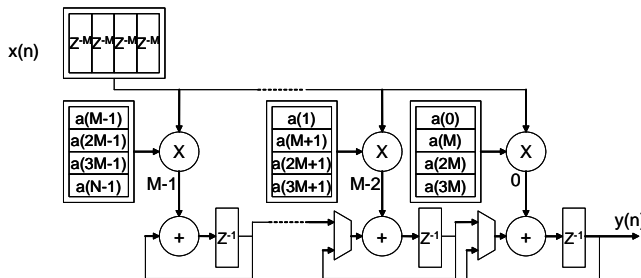 x(n)
Z-M Z-M Z-M Z-M
a(M-1)
a(2M-1)
a(3M-1)
a(N-1)
X
M-1
a(1)
a(M+1)
a(2M+1)
a(3M+1)
X
M-2
a(0)
a(M)
a(2M)
a(3M)
X
0
+
Z-1
+
Z-1
+
Z-1
y(n)